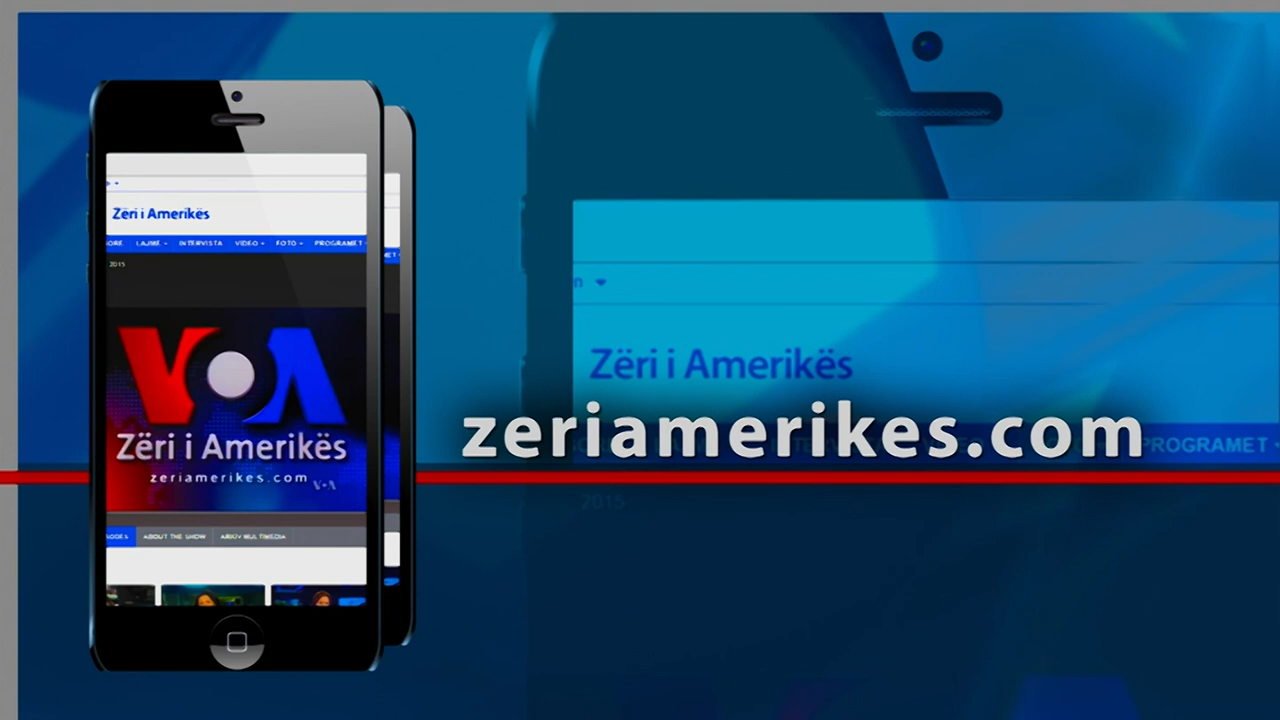 Zëri i Amerikës
LAJME INTERVISTA VIDEO FOTO PROGRAMET
2015
VOA
Zëri i Amerikës
zeriamerikes.com
VOA
ABOUT THE SHOW ARKIV MULTIMEDIA
Zëri i Amerikës
zeriamerikes.com
PROGRAMET
2015